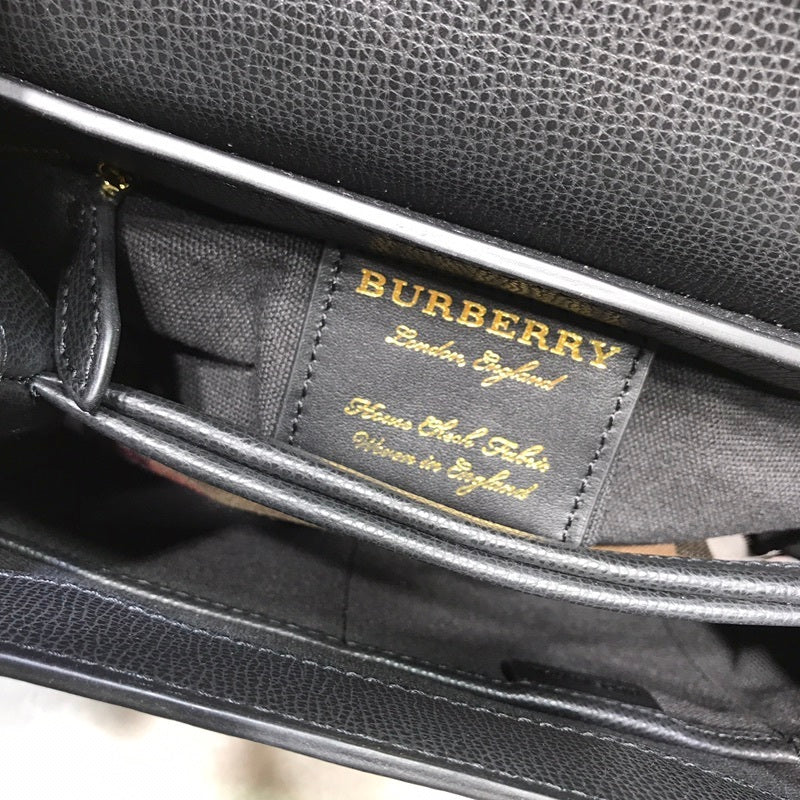 BURBERRY
London, England
House Check Fabric
Woven in England